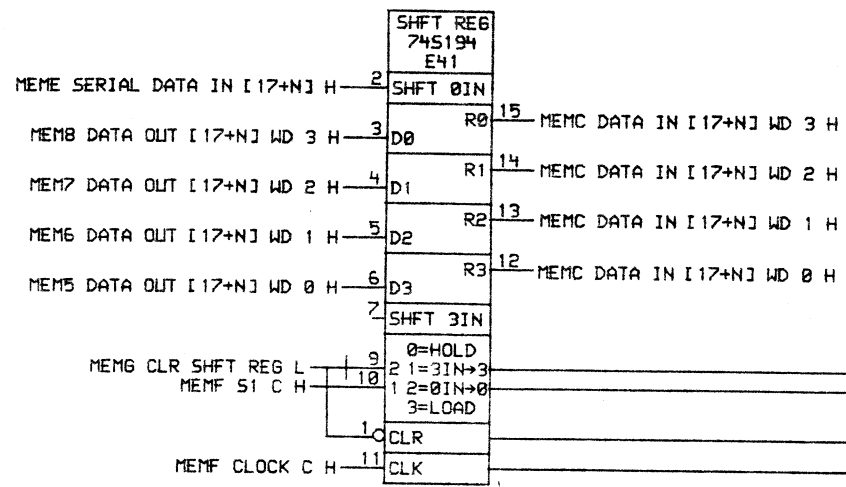 SHFT REG
74S194
E41
MEME SERIAL DATA IN [17+N] H 2 SHFT 0IN
R0 15 MEMC DATA IN [17+N] WD 3 H
MEM8 DATA OUT [17+N] WD 3 H 3 D0
R1 14 MEMC DATA IN [17+N] WD 2 H
MEM7 DATA OUT [17+N] WD 2 H 4 D1
R2 13 MEMC DATA IN [17+N] WD 1 H
MEM6 DATA OUT [17+N] WD 1 H 5 D2
R3 12 MEMC DATA IN [17+N] WD 0 H
MEM5 DATA OUT [17+N] WD 0 H 6 D3
7 SHFT 3IN
0=HOLD
MEMG CLR SHFT REG L 9 2 1=3IN→3
MEMF S1 C H 10 1 2=0IN→0
3=LOAD
1 CLR
MEMF CLOCK C H 11 CLK